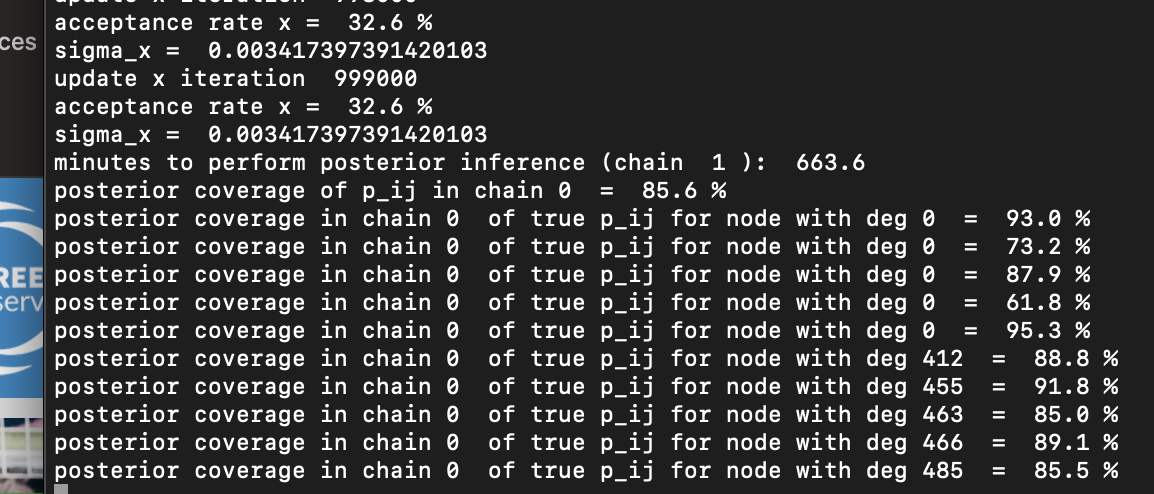 acceptance rate x =  32.6 %
sigma_x =  0.003417397391420103
update x iteration  999000
acceptance rate x =  32.6 %
sigma_x =  0.003417397391420103
minutes to perform posterior inference (chain  1 ):  663.6
posterior coverage of p_ij in chain 0  =  85.6 %
posterior coverage in chain 0  of true p_ij for node with deg 0  =  93.0 %
posterior coverage in chain 0  of true p_ij for node with deg 0  =  73.2 %
posterior coverage in chain 0  of true p_ij for node with deg 0  =  87.9 %
posterior coverage in chain 0  of true p_ij for node with deg 0  =  61.8 %
posterior coverage in chain 0  of true p_ij for node with deg 0  =  95.3 %
posterior coverage in chain 0  of true p_ij for node with deg 412  =  88.8 %
posterior coverage in chain 0  of true p_ij for node with deg 455  =  91.8 %
posterior coverage in chain 0  of true p_ij for node with deg 463  =  85.0 %
posterior coverage in chain 0  of true p_ij for node with deg 466  =  89.1 %
posterior coverage in chain 0  of true p_ij for node with deg 485  =  85.5 %